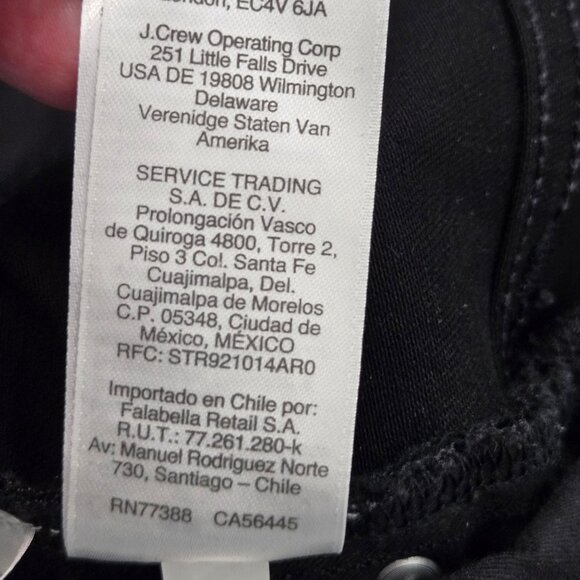 London, EC4V 6JA
J.Crew Operating Corp
251 Little Falls Drive
USA DE 19808 Wilmington
Delaware
Verenidge Staten Van
Amerika
SERVICE TRADING
S.A. DE C.V.
Prolongación Vasco
de Quiroga 4800, Torre 2,
Piso 3 Col. Santa Fe
Cuajimalpa, Del.
Cuajimalpa de Morelos
C.P. 05348, Ciudad de
México, MÉXICO
RFC: STR921014AR0
Importado en Chile por:
Falabella Retail S.A.
R.U.T.: 77.261.280-k
Av: Manuel Rodriguez Norte
730, Santiago – Chile
RN77388 CA56445